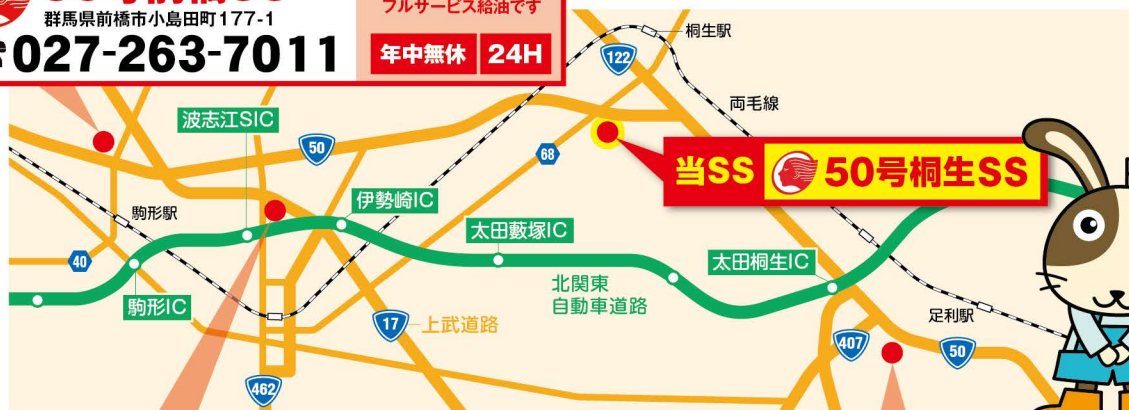 群馬県前橋市小島田町177-1
027-263-7011
フルサービス給油です
年中無休 24H
桐生駅
122
両毛線
波志江SIC
50
68
当SS 50号桐生SS
伊勢崎IC
駒形駅
太田藪塚IC
太田桐生IC
40
駒形IC
北関東
自動車道路
足利駅
17
上武道路
407
50
462